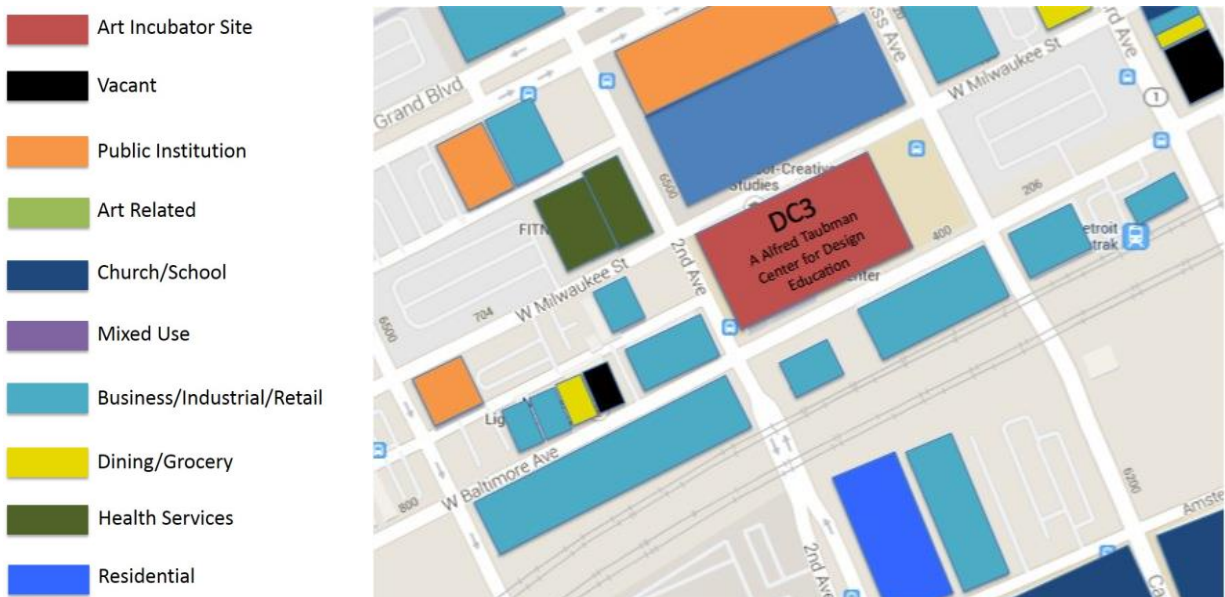 Art Incubator Site
Vacant
Public Institution
Art Related
Church/School
Mixed Use
Business/Industrial/Retail
Dining/Grocery
Health Services
Residential
Grand Blvd
W Milwaukee St
1
6500
Studies
206
DC3
A Alfred Taubman
Center for Design
Education
400
2nd Ave
W Milwaukee St
704
6500
W Baltimore Ave
800
6200
2nd Ave